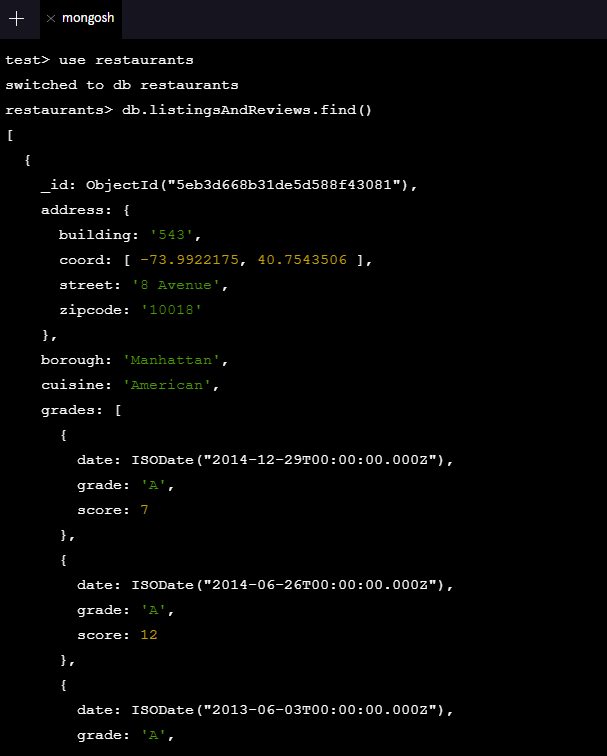 + × mongosh
test> use restaurants
switched to db restaurants
restaurants> db.listingsAndReviews.find()
[
  {
    _id: ObjectId("5eb3d668b31de5d588f43081"),
    address: {
      building: '543',
      coord: [ -73.9922175, 40.7543506 ],
      street: '8 Avenue',
      zipcode: '10018'
    },
    borough: 'Manhattan',
    cuisine: 'American',
    grades: [
      {
        date: ISODate("2014-12-29T00:00:00.000Z"),
        grade: 'A',
        score: 7
      },
      {
        date: ISODate("2014-06-26T00:00:00.000Z"),
        grade: 'A',
        score: 12
      },
      {
        date: ISODate("2013-06-03T00:00:00.000Z"),
        grade: 'A',